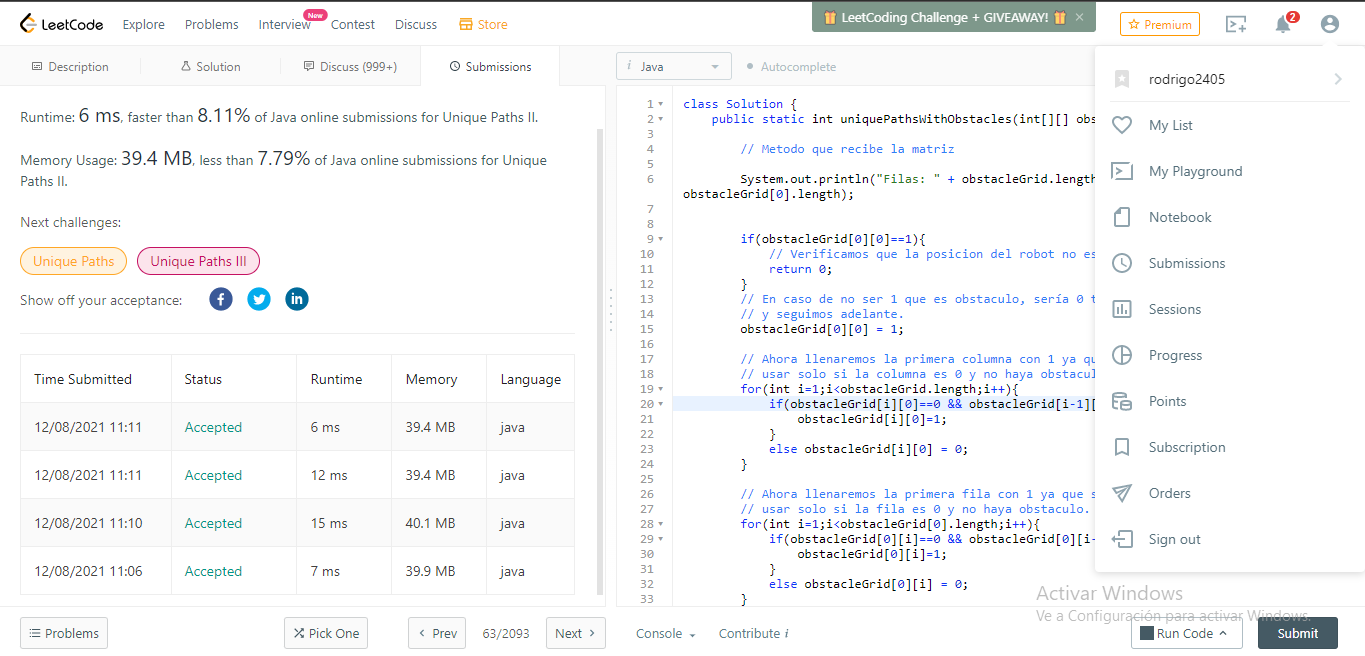 LeetCode Explore Problems Interview New Contest Discuss Store
LeetCoding Challenge + GIVEAWAY! ×
Premium 2
Description Solution Discuss (999+) Submissions
Runtime: 6 ms, faster than 8.11% of Java online submissions for Unique Paths II.
Memory Usage: 39.4 MB, less than 7.79% of Java online submissions for Unique
Paths II.
Next challenges:
Unique Paths Unique Paths III
Show off your acceptance:
Time Submitted Status Runtime Memory Language
12/08/2021 11:11 Accepted 6 ms 39.4 MB java
12/08/2021 11:11 Accepted 12 ms 39.4 MB java
12/08/2021 11:10 Accepted 15 ms 40.1 MB java
12/08/2021 11:06 Accepted 7 ms 39.9 MB java
Problems Pick One Prev 63/2093 Next
i Java Autocomplete
1 class Solution {
2 public static int uniquePathsWithObstacles(int[][] obs
3
4 // Metodo que recibe la matriz
5
6 System.out.println("Filas: " + obstacleGrid.length
obstacleGrid[0].length);
7
8
9 if(obstacleGrid[0][0]==1){
10 // Verificamos que la posicion del robot no es
11 return 0;
12 }
13 // En caso de no ser 1 que es obstaculo, sería 0 t
14 // y seguimos adelante.
15 obstacleGrid[0][0] = 1;
16
17 // Ahora llenaremos la primera columna con 1 ya qu
18 // usar solo si la columna es 0 y no haya obstacul
19 for(int i=1;i<obstacleGrid.length;i++){
20 if(obstacleGrid[i][0]==0 && obstacleGrid[i-1][
21 obstacleGrid[i][0]=1;
22 }
23 else obstacleGrid[i][0] = 0;
24 }
25
26 // Ahora llenaremos la primera fila con 1 ya que s
27 // usar solo si la fila es 0 y no haya obstaculo.
28 for(int i=1;i<obstacleGrid[0].length;i++){
29 if(obstacleGrid[0][i]==0 && obstacleGrid[0][i-
30 obstacleGrid[0][i]=1;
31 }
32 else obstacleGrid[0][i] = 0;
33 }
rodrigo2405
My List
My Playground
Notebook
Submissions
Sessions
Progress
Points
Subscription
Orders
Sign out
Activar Windows
Ve a Configuración para activar Windows.
Console Contribute i Run Code Submit